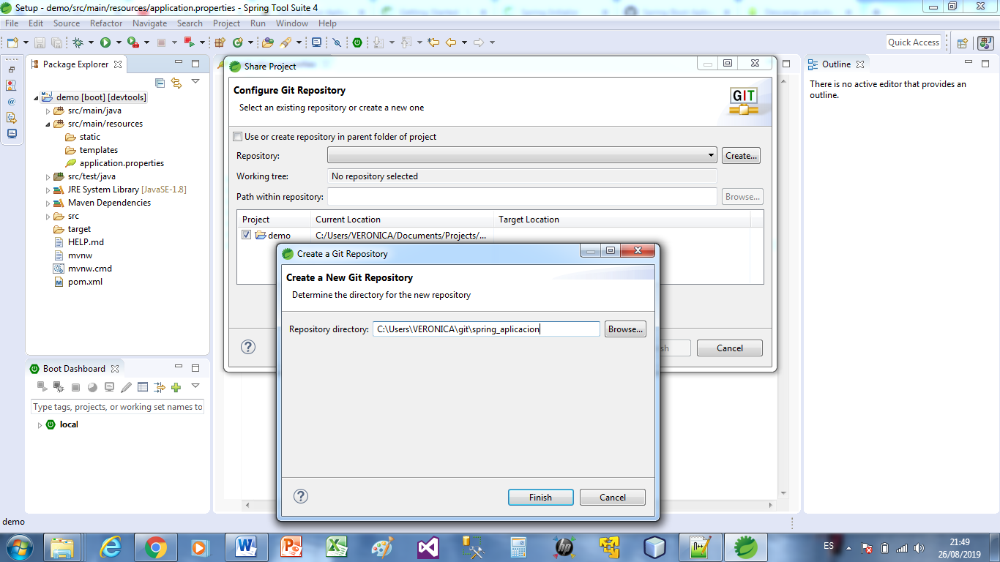 Setup - demo/src/main/resources/application.properties - Spring Tool Suite 4
File Edit Source Refactor Navigate Search Project Run Window Help
Quick Access
Package Explorer
demo [boot] [devtools]
src/main/java
src/main/resources
static
templates
application.properties
src/test/java
JRE System Library [JavaSE-1.8]
Maven Dependencies
src
target
HELP.md
mvnw
mvnw.cmd
pom.xml
Boot Dashboard
Type tags, projects, or working set names to
local
Share Project
Configure Git Repository
Select an existing repository or create a new one
GIT
Use or create repository in parent folder of project
Repository: Create...
Working tree: No repository selected
Path within repository: Browse...
Project Current Location Target Location
demo C:/Users/VERONICA/Documents/Projects/...
Cancel
Create a Git Repository
Create a New Git Repository
Determine the directory for the new repository
Repository directory: C:\Users\VERONICA\git\spring_aplicacion Browse...
Finish Cancel
Outline
There is no active editor that provides an
outline.
demo
ES
21:49
26/08/2019